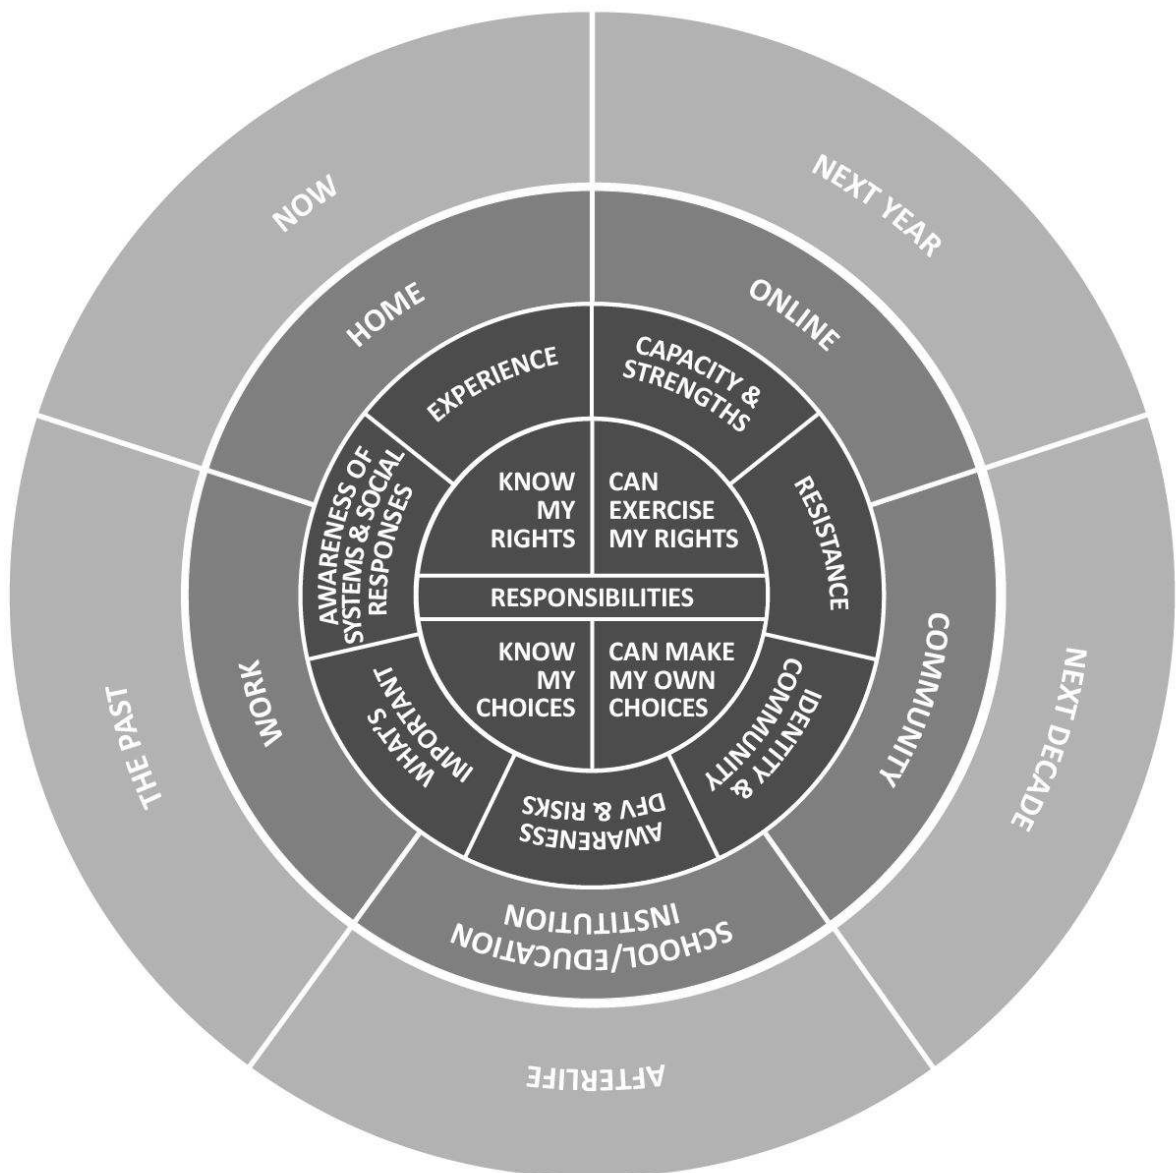 NOW
NEXT YEAR
NEXT DECADE
AFTERLIFE
THE PAST
HOME
ONLINE
COMMUNITY
SCHOOL/EDUCATION
INSTITUTION
WORK
EXPERIENCE
CAPACITY &
STRENGTHS
RESISTANCE
IDENTITY &
COMMUNITY
AWARENESS
DFV & RISKS
WHAT'S
IMPORTANT
AWARENESS OF
SYSTEMS & SOCIAL
RESPONSES
KNOW
MY
RIGHTS
CAN
EXERCISE
MY RIGHTS
RESPONSIBILITIES
KNOW
MY
CHOICES
CAN MAKE
MY OWN
CHOICES